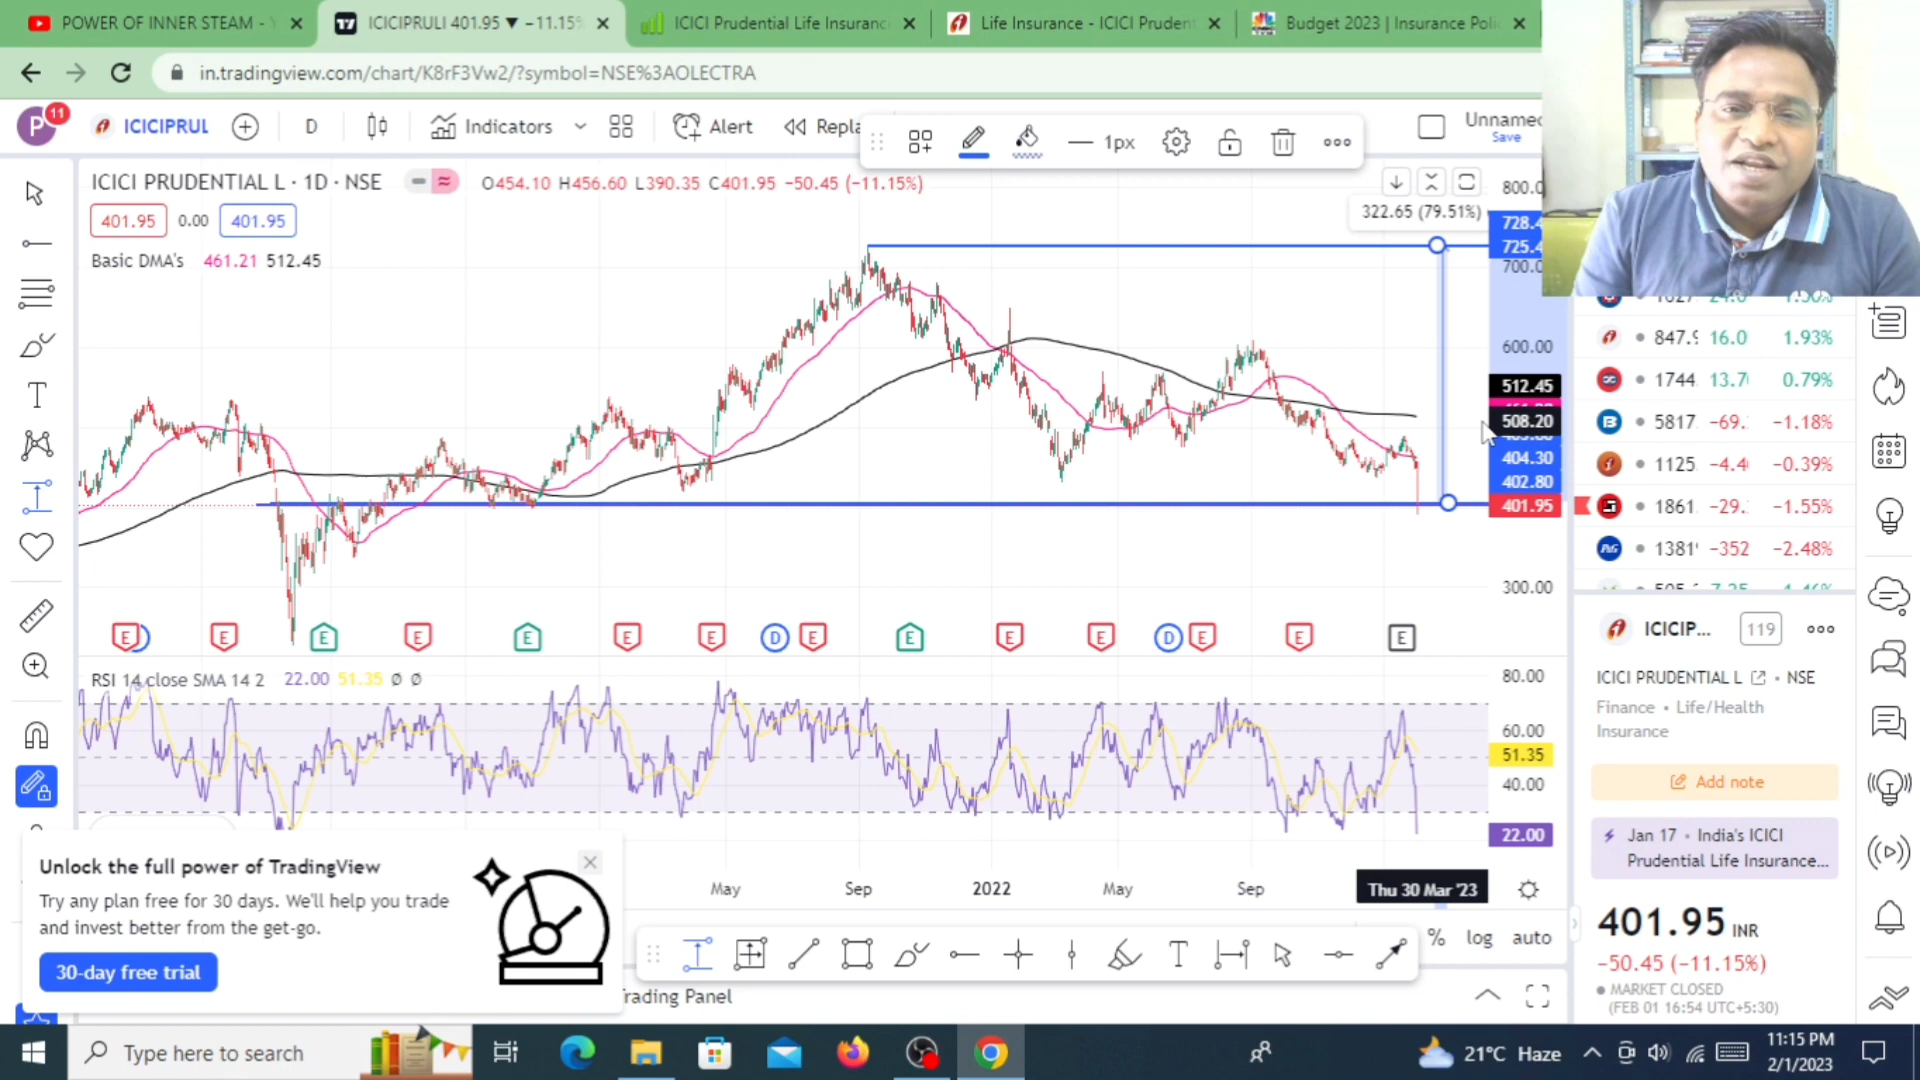 POWER OF INNER STEAM - Y
ICICIPRULI 401.95 ▼ −11.15%
ICICI Prudential Life Insurance
Life Insurance - ICICI Prudent
Budget 2023 | Insurance Poli
in.tradingview.com/chart/K8rF3Vw2/?symbol=NSE%3AOLECTRA
P
11
ICICIPRUL
D
Indicators
Alert
Repla
1px
Unnamed
Save
ICICI PRUDENTIAL L · 1D · NSE
O454.10 H456.60 L390.35 C401.95 −50.45 (−11.15%)
401.95 0.00 401.95
Basic DMA's 461.21 512.45
322.65 (79.51%)
800.0
728.4
725.4
700.0
600.00
512.45
508.20
404.30
402.80
401.95
300.00
E E E E E E E D E E E E D E E E
RSI 14 close SMA 14 2 22.00 51.35 Ø Ø
80.00
60.00
51.35
40.00
22.00
May Sep 2022 May Sep Thu 30 Mar '23
Unlock the full power of TradingView
Try any plan free for 30 days. We'll help you trade
and invest better from the get-go.
30-day free trial
% log auto
Trading Panel
847.9 16.0 1.93%
1744. 13.7 0.79%
5817. −69. −1.18%
1125. −4.4 −0.39%
1861. −29. −1.55%
P&G 1381 −352 −2.48%
ICICIP... 119
ICICI PRUDENTIAL L • NSE
Finance • Life/Health
Insurance
Add note
Jan 17 • India's ICICI
Prudential Life Insurance...
401.95 INR
−50.45 (−11.15%)
MARKET CLOSED
(FEB 01 16:54 UTC+5:30)
Type here to search
21°C Haze
11:15 PM
2/1/2023